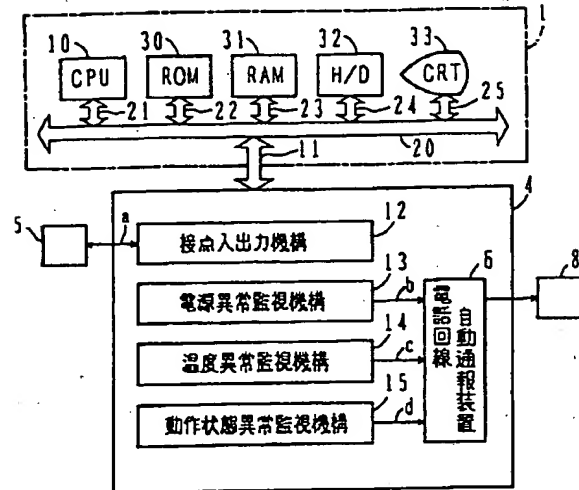 1
10 30 31 32 33
CPU ROM RAM H/D CRT
21 22 23 24 25
20
11
4
5 a 12
接点入出力機構
13 6 8
電源異常監視機構 b
14
温度異常監視機構 c
15
動作状態異常監視機構 d
電話回線
自動通報装置